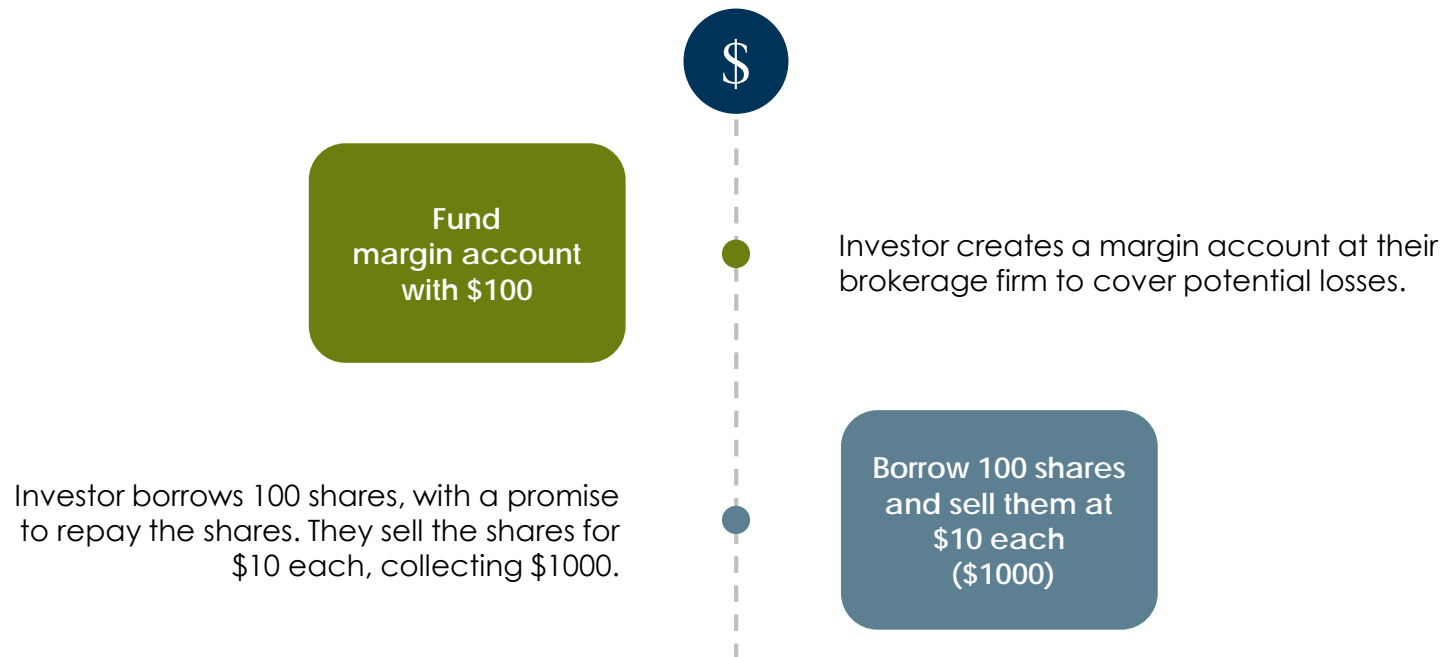 $
Fund
margin account
with $100
Investor creates a margin account at their
brokerage firm to cover potential losses.
Investor borrows 100 shares, with a promise
to repay the shares. They sell the shares for
$10 each, collecting $1000.
Borrow 100 shares
and sell them at
$10 each
($1000)